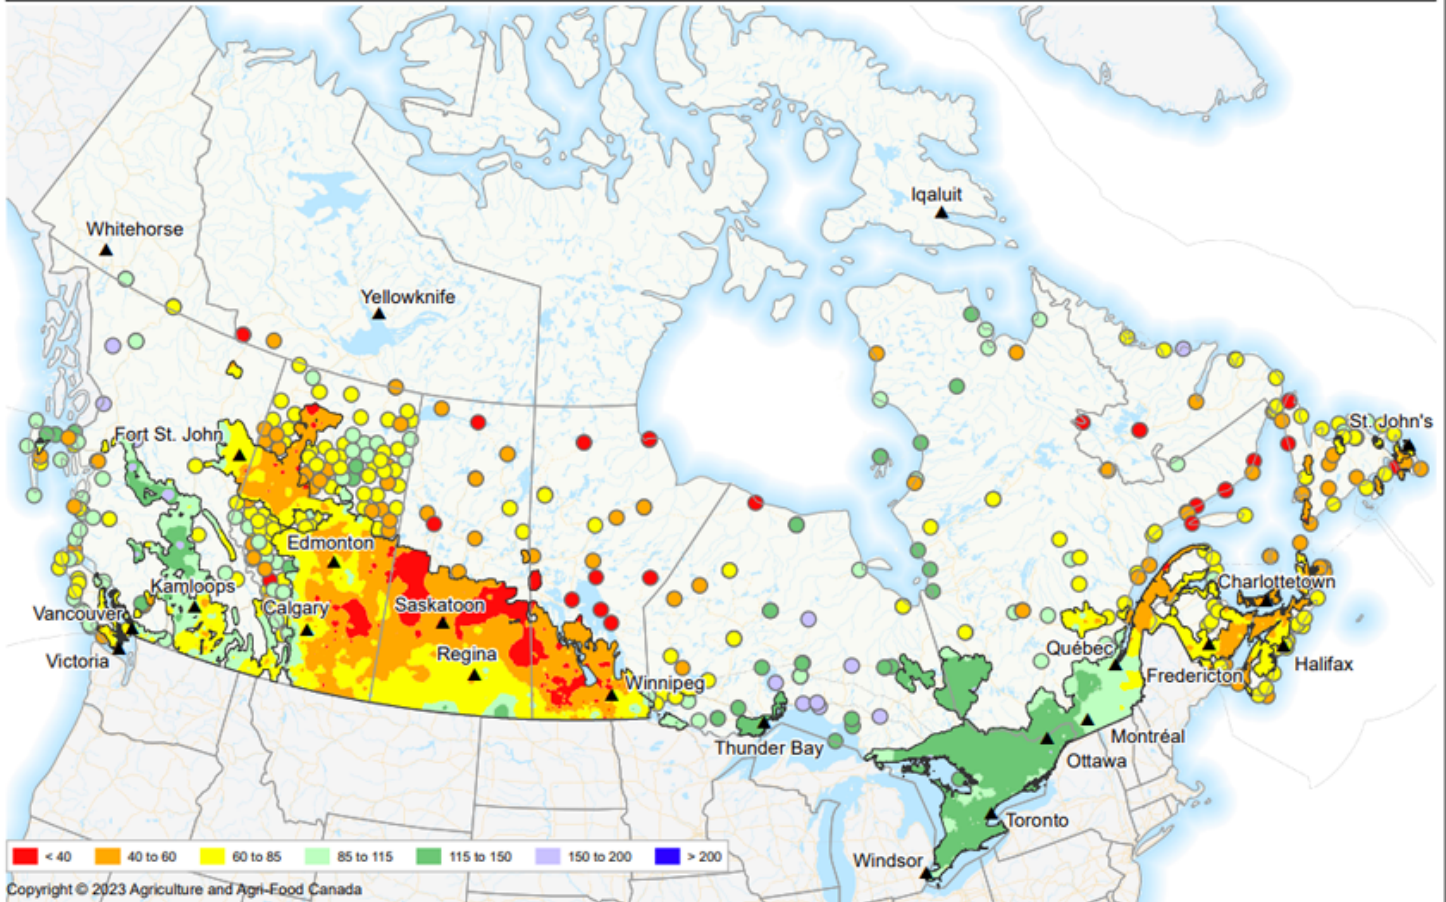 Iqaluit
Whitehorse
Yellowknife
St. John's
Fort St. John
Edmonton
Charlottetown
Kamloops
Calgary
Saskatoon
Vancouver
Québec
Regina
Victoria
Halifax
Fredericton
Winnipeg
Montréal
Thunder Bay
Ottawa
Toronto
< 40 40 to 60 60 to 85 85 to 115 115 to 150 150 to 200 > 200
Windsor
Copyright © 2023 Agriculture and Agri-Food Canada